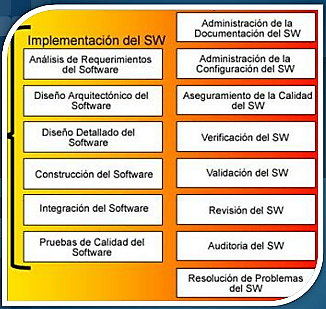 Implementación del SW
Análisis de Requerimientos
del Software
Diseño Arquitectónico del
Software
Diseño Detallado del
Software
Construcción del Software
Integración del Software
Pruebas de Calidad del
Software
Administración de la
Documentación del SW
Administración de la
Configuración del SW
Aseguramiento de la Calidad
del SW
Verificación del SW
Validación del SW
Revisión del SW
Auditoria del SW
Resolución de Problemas
del SW